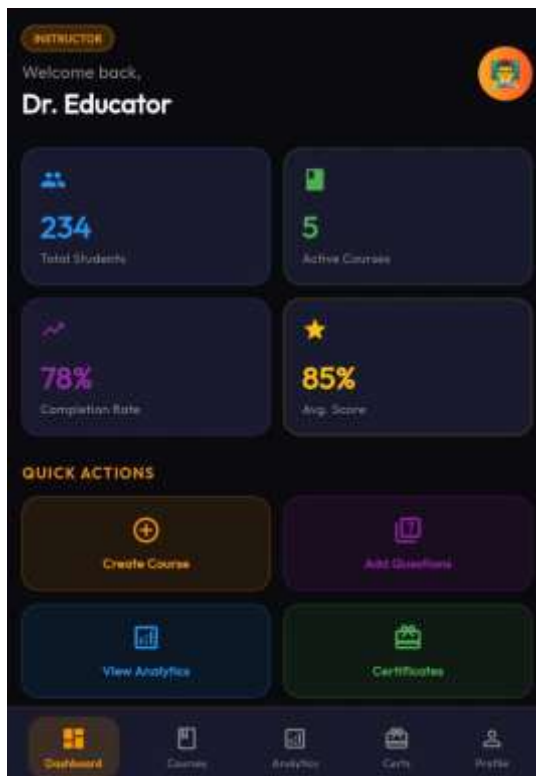 INSTRUCTOR
Welcome back,
Dr. Educator
234
Total Students
5
Active Courses
78%
Completion Rate
85%
Avg. Score
QUICK ACTIONS
Create Course
Add Questions
View Analytics
Certificates
Dashboard
Courses
Analytics
Certs
Profile